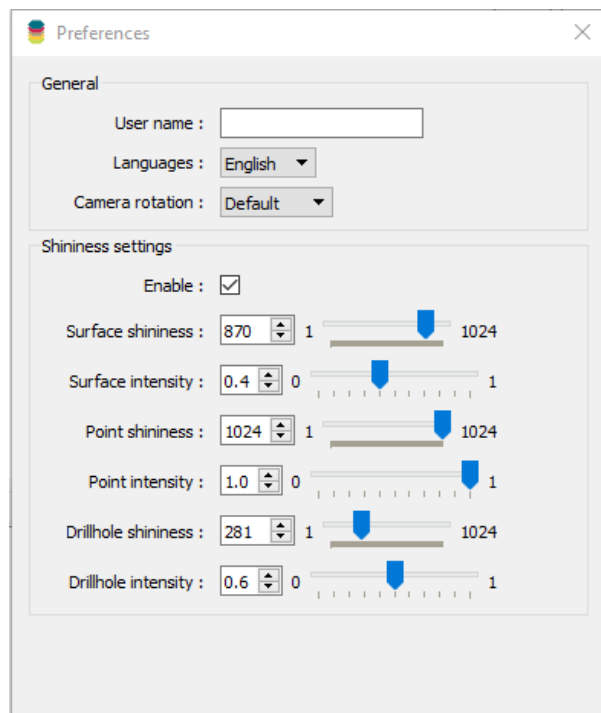 Preferences
General
User name :
Languages : English
Camera rotation : Default
Shininess settings
Enable :
Surface shininess : 870 1 1024
Surface intensity : 0.4 0 1
Point shininess : 1024 1 1024
Point intensity : 1.0 0 1
Drillhole shininess : 281 1 1024
Drillhole intensity : 0.6 0 1